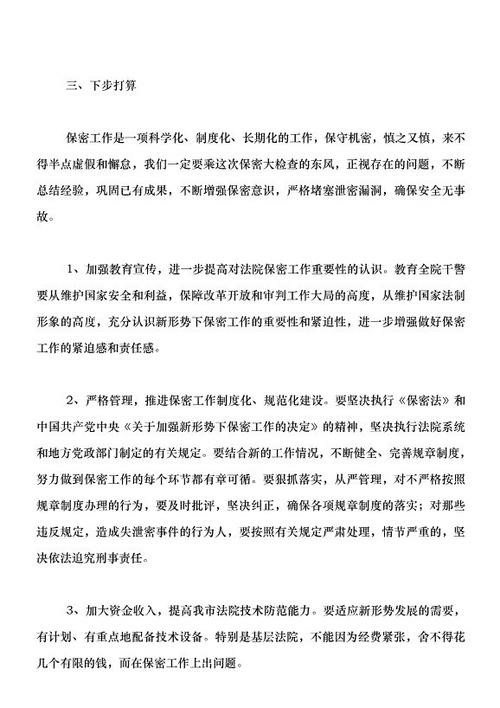 三、下步打算
保密工作是一项科学化、制度化、长期化的工作，保守机密，慎之又慎，来不
得半点虚假和懈怠，我们一定要乘这次保密大检查的东风，正视存在的问题，不断
总结经验，巩固已有成果，不断增强保密意识，严格堵塞泄密漏洞，确保安全无事
故。
1、加强教育宣传，进一步提高对法院保密工作重要性的认识。教育全院干警
要从维护国家安全和利益，保障改革开放和审判工作大局的高度，从维护国家法制
形象的高度，充分认识新形势下保密工作的重要性和紧迫性，进一步增强做好保密
工作的紧迫感和责任感。
2、严格管理，推进保密工作制度化、规范化建设。要坚决执行《保密法》和
中国共产党中央《关于加强新形势下保密工作的决定》的精神，坚决执行法院系统
和地方党政部门制定的有关规定。要结合新的工作情况，不断健全、完善规章制度，
努力做到保密工作的每个环节都有章可循。要狠抓落实，从严管理，对不严格按照
规章制度办理的行为，要及时批评，坚决纠正，确保各项规章制度的落实；对那些
违反规定，造成失泄密事件的行为人，要按照有关规定严肃处理，情节严重的，坚
决依法追究刑事责任。
3、加大资金收入，提高我市法院技术防范能力。要适应新形势发展的需要，
有计划、有重点地配备技术设备。特别是基层法院，不能因为经费紧张，舍不得花
几个有限的钱，而在保密工作上出问题。